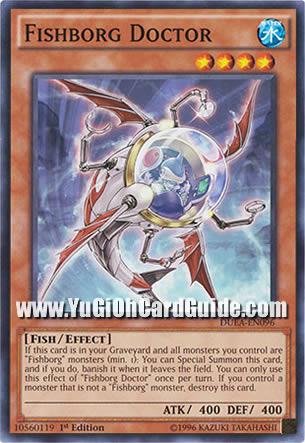 FISHBORG DOCTOR
水
www.YuGiOhCardGuide.com
DUEA-EN096
[FISH/EFFECT]
If this card is in your Graveyard and all monsters you control are
"Fishborg" monsters (min. 1): You can Special Summon this card,
and if you do, banish it when it leaves the field. You can only use
this effect of "Fishborg Doctor" once per turn. If you control a
monster that is not a "Fishborg" monster, destroy this card.
ATK/ 400 DEF/ 400
10560119 1st Edition ©1996 KAZUKI TAKAHASHI